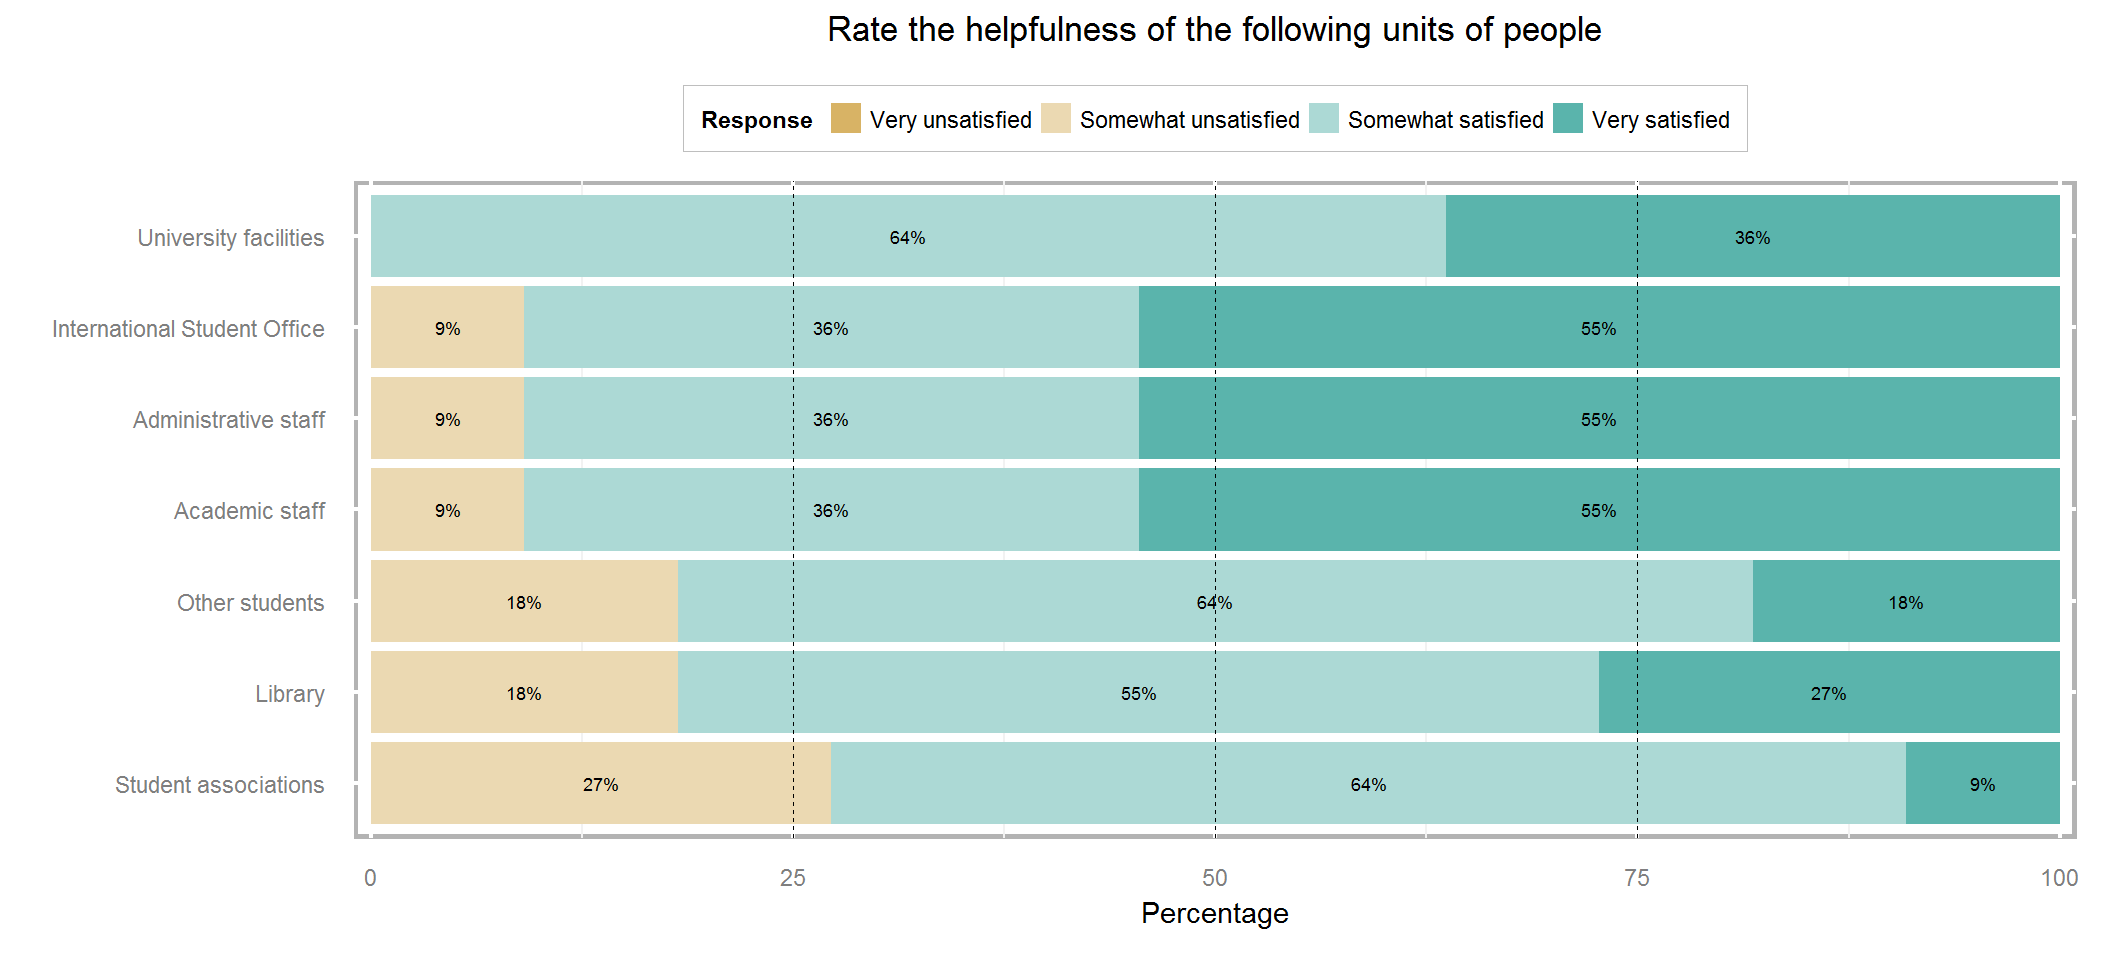 Rate the helpfulness of the following units of people
Response Very unsatisfied Somewhat unsatisfied Somewhat satisfied Very satisfied
University facilities 64% 36%
International Student Office 9% 36% 55%
Administrative staff 9% 36% 55%
Academic staff 9% 36% 55%
Other students 18% 64% 18%
Library 18% 55% 27%
Student associations 27% 64% 9%
0 25 50 75 100
Percentage